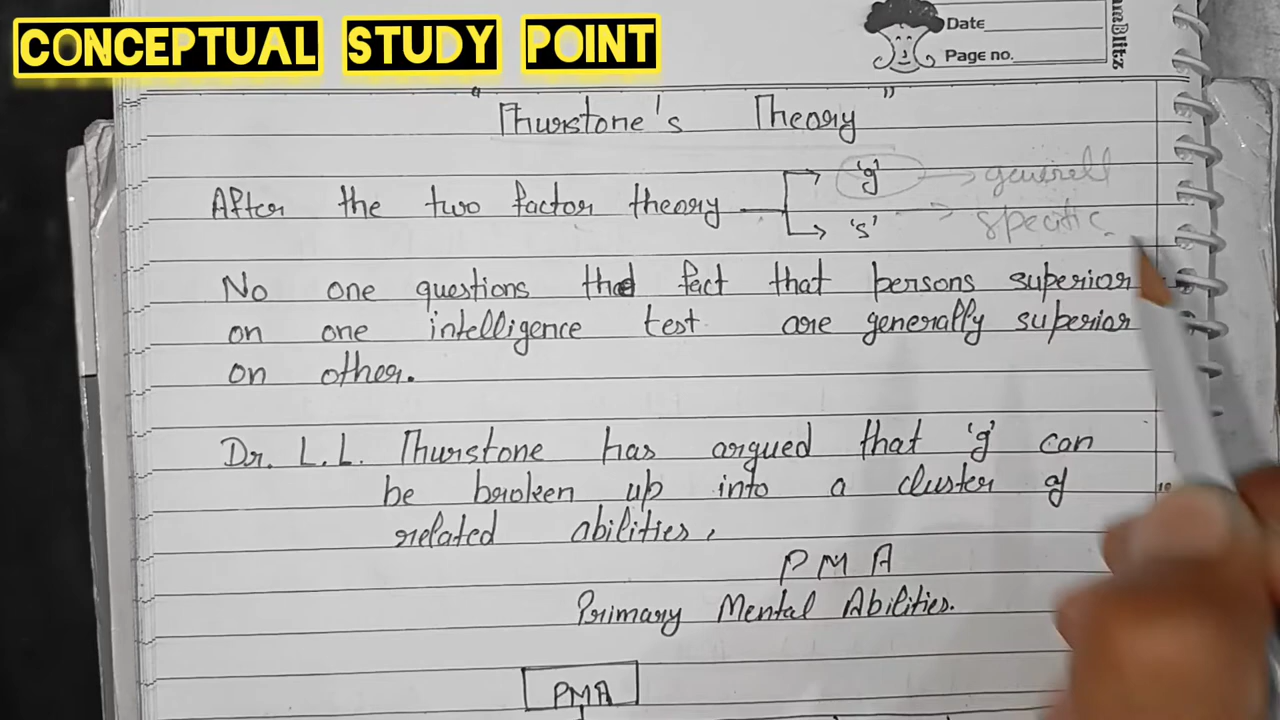 CONCEPTUAL STUDY POINT
Date
Page no.
"Thurstone's Theory"
After the two factor theory
'g' → generell
's' → specific
No one questions the fact that persons superior
on one intelligence test are generally superior
on other.
Dr. L.L. Thurstone has argued that 'g' can
be broken up into a cluster of
related abilities,
PMA
Primary Mental Abilities.
PMA